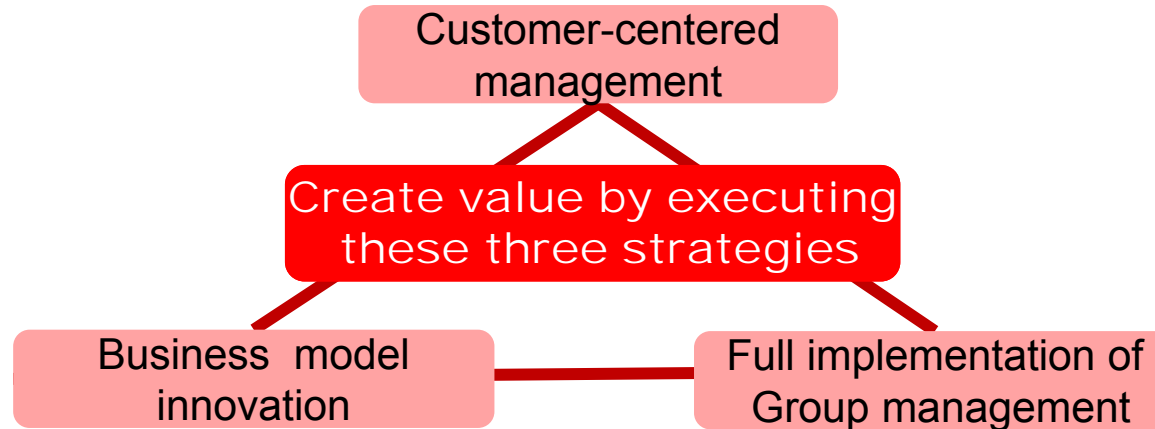 Customer-centered
management
Create value by executing
these three strategies
Business model
innovation
Full implementation of
Group management